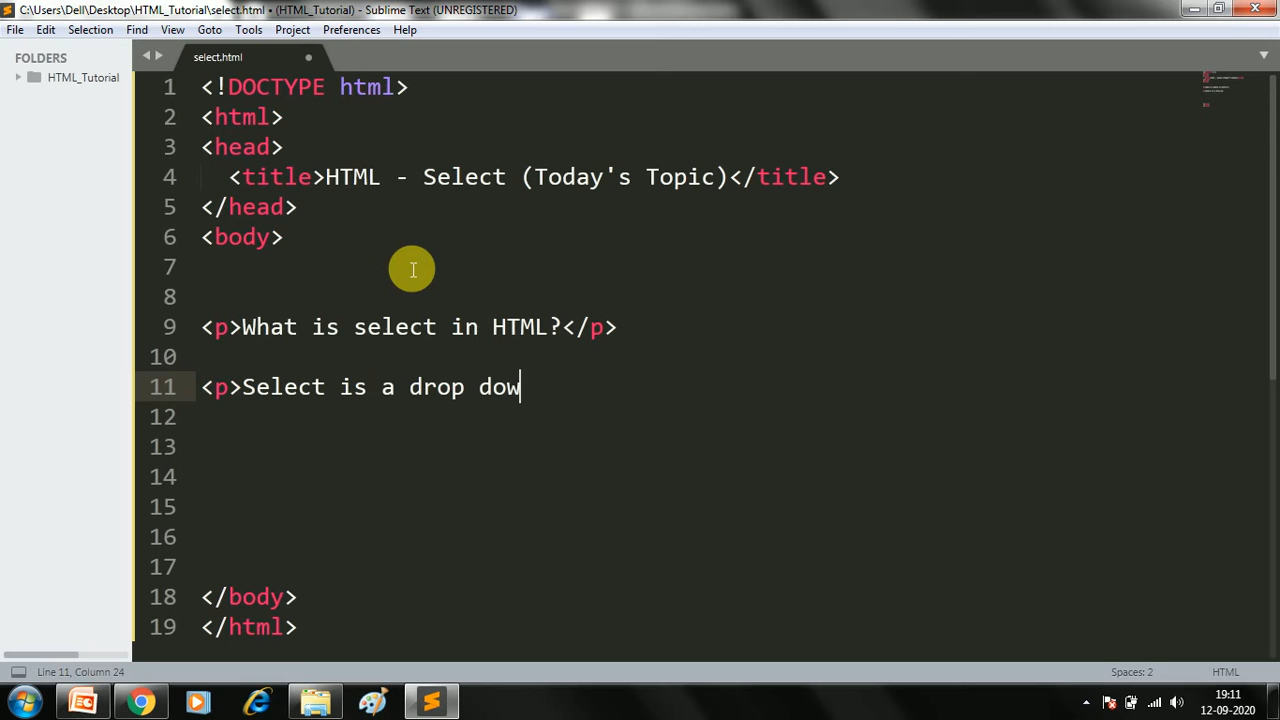 C:\Users\Dell\Desktop\HTML_Tutorial\select.html • (HTML_Tutorial) - Sublime Text (UNREGISTERED)
File Edit Selection Find View Goto Tools Project Preferences Help
FOLDERS
HTML_Tutorial
select.html
1 <!DOCTYPE html>
2 <html>
3 <head>
4 <title>HTML - Select (Today's Topic)</title>
5 </head>
6 <body>
7
8
9 <p>What is select in HTML?</p>
10
11 <p>Select is a drop dow
12
13
14
15
16
17
18 </body>
19 </html>
Line 11, Column 24
Spaces: 2
HTML
19:11
12-09-2020